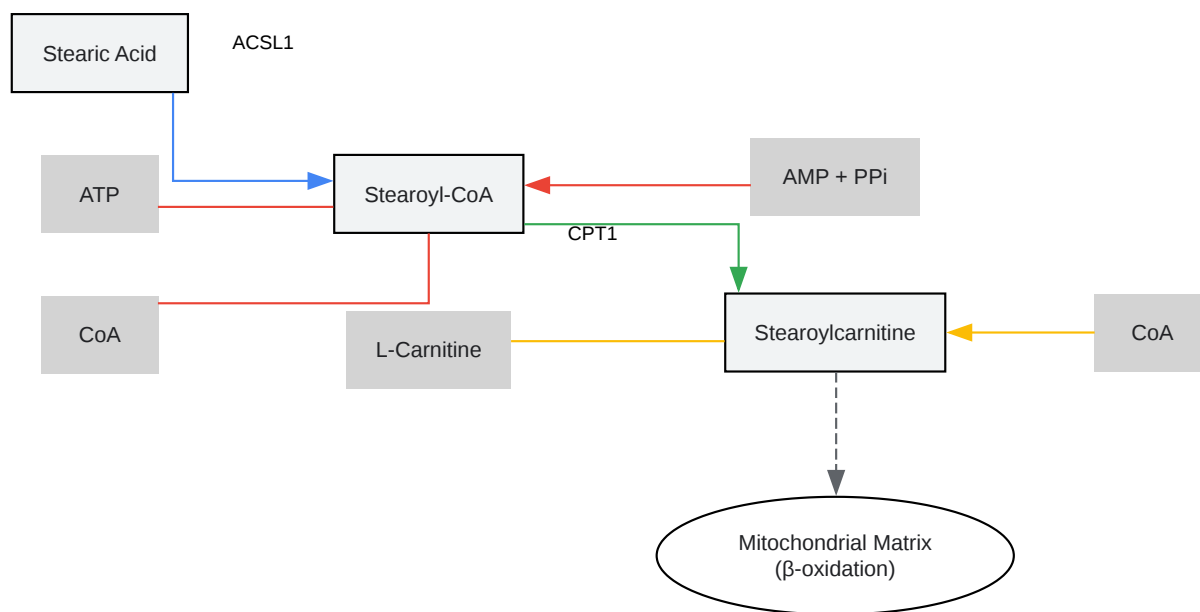 Stearic Acid
ACSL1
ATP
Stearoyl-CoA
AMP + PPi
CPT1
CoA
L-Carnitine
Stearoylcarnitine
CoA
Mitochondrial Matrix
(β-oxidation)